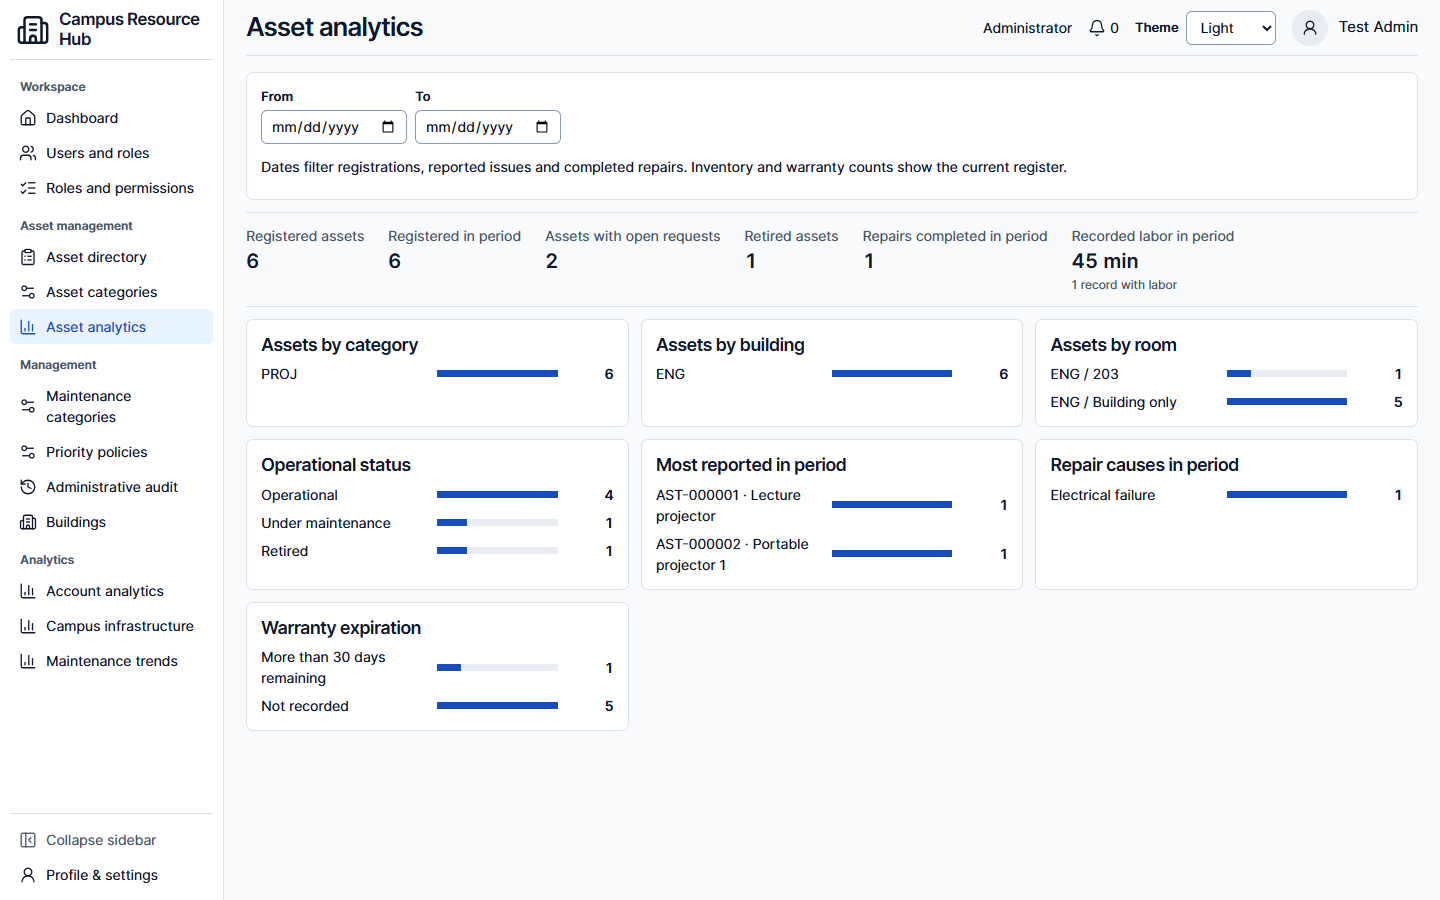 Campus Resource
Hub
Workspace
Dashboard
Users and roles
Roles and permissions
Asset management
Asset directory
Asset categories
Asset analytics
Management
Maintenance
categories
Priority policies
Administrative audit
Buildings
Analytics
Account analytics
Campus infrastructure
Maintenance trends
Collapse sidebar
Profile & settings
Asset analytics
Administrator
0
Theme
Light
Test Admin
From
To
mm/dd/yyyy
mm/dd/yyyy
Dates filter registrations, reported issues and completed repairs. Inventory and warranty counts show the current register.
Registered assets
6
Registered in period
6
Assets with open requests
2
Retired assets
1
Repairs completed in period
1
Recorded labor in period
45 min
1 record with labor
Assets by category
PROJ 6
Assets by building
ENG 6
Assets by room
ENG / 203 1
ENG / Building only 5
Operational status
Operational 4
Under maintenance 1
Retired 1
Most reported in period
AST-000001 · Lecture
projector 1
AST-000002 · Portable
projector 1 1
Repair causes in period
Electrical failure 1
Warranty expiration
More than 30 days
remaining 1
Not recorded 5